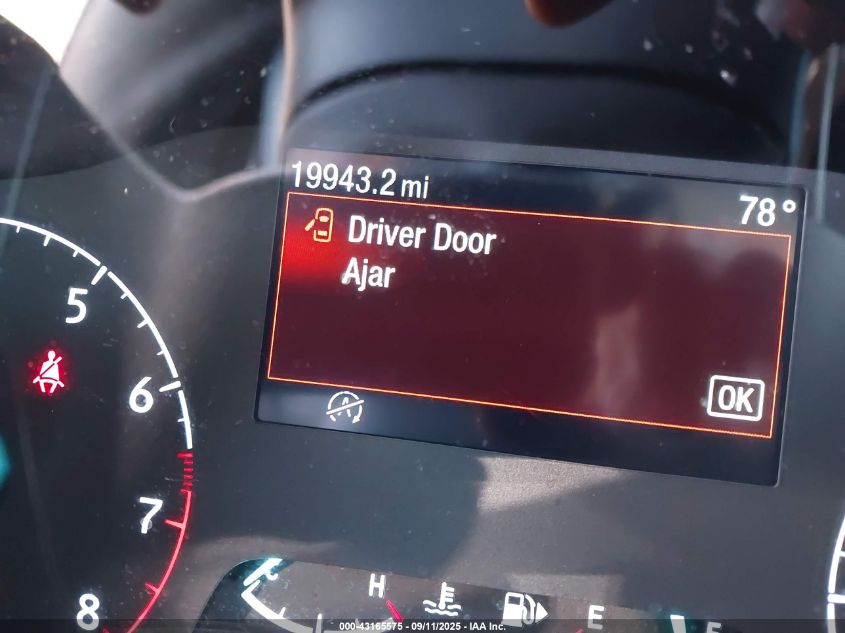 19943.2 mi
78°
Driver Door
Ajar
OK
5
6
7
8
H
E
000-43165575 - 09/11/2025 - IAA Inc.